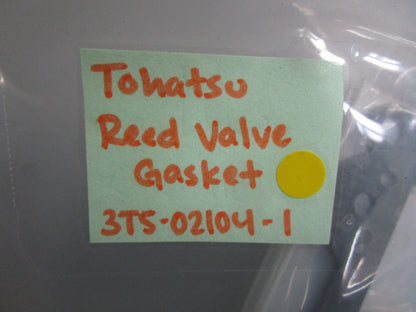 Tohatsu
Reed Valve
Gasket
3T5-02104-1